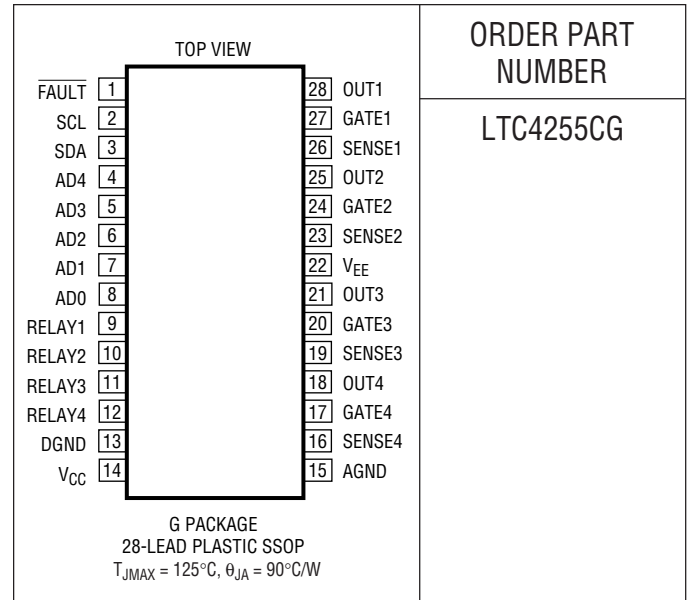 TOP VIEW
FAULT 1
SCL 2
SDA 3
AD4 4
AD3 5
AD2 6
AD1 7
AD0 8
RELAY1 9
RELAY2 10
RELAY3 11
RELAY4 12
DGND 13
VCC 14
28 OUT1
27 GATE1
26 SENSE1
25 OUT2
24 GATE2
23 SENSE2
22 VEE
21 OUT3
20 GATE3
19 SENSE3
18 OUT4
17 GATE4
16 SENSE4
15 AGND
G PACKAGE
28-LEAD PLASTIC SSOP
TJMAX = 125°C, θJA = 90°C/W
ORDER PART
NUMBER
LTC4255CG